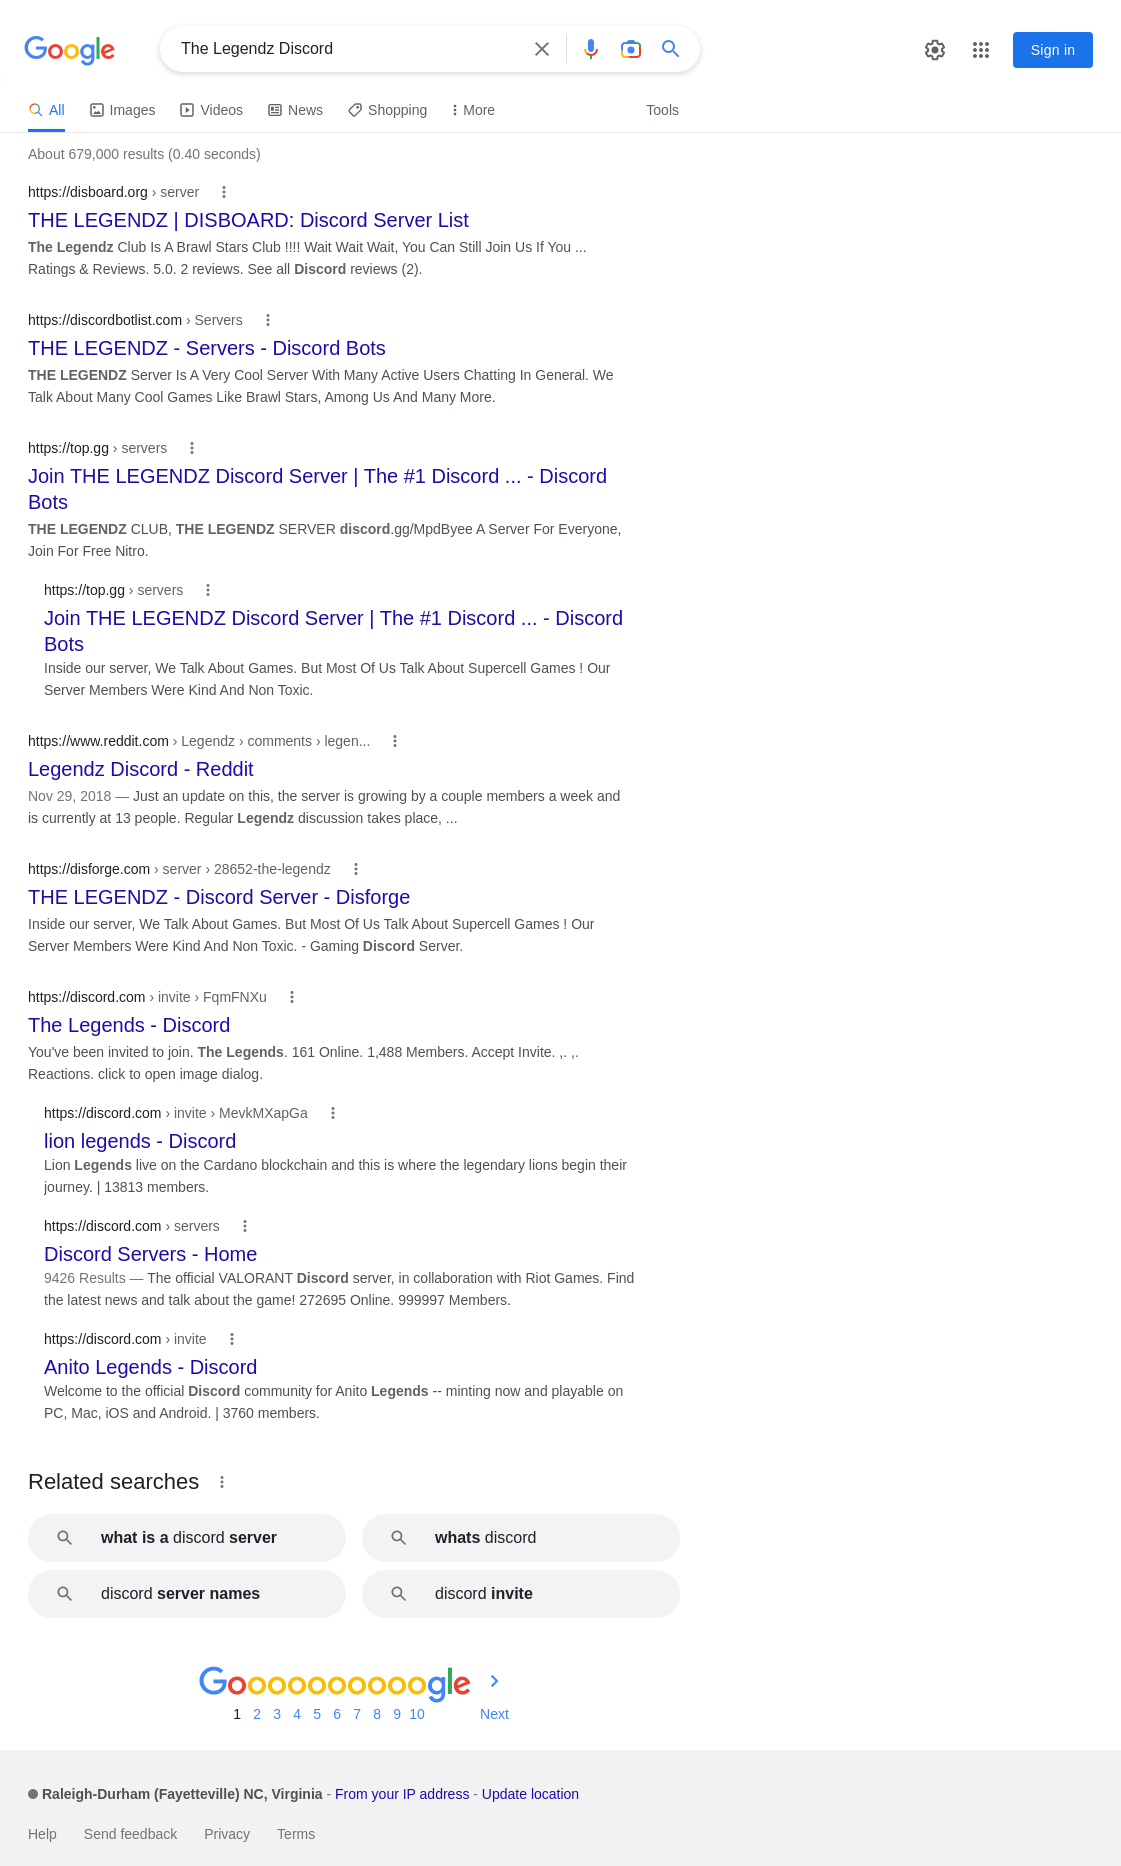 Google
The Legendz Discord
Sign in
All Images Videos News Shopping More Tools
About 679,000 results (0.40 seconds)
https://disboard.org › server
THE LEGENDZ | DISBOARD: Discord Server List
The Legendz Club Is A Brawl Stars Club !!!! Wait Wait Wait, You Can Still Join Us If You ...
Ratings & Reviews. 5.0. 2 reviews. See all Discord reviews (2).
https://discordbotlist.com › Servers
THE LEGENDZ - Servers - Discord Bots
THE LEGENDZ Server Is A Very Cool Server With Many Active Users Chatting In General. We
Talk About Many Cool Games Like Brawl Stars, Among Us And Many More.
https://top.gg › servers
Join THE LEGENDZ Discord Server | The #1 Discord ... - Discord
Bots
THE LEGENDZ CLUB, THE LEGENDZ SERVER discord.gg/MpdByee A Server For Everyone,
Join For Free Nitro.
https://top.gg › servers
Join THE LEGENDZ Discord Server | The #1 Discord ... - Discord
Bots
Inside our server, We Talk About Games. But Most Of Us Talk About Supercell Games ! Our
Server Members Were Kind And Non Toxic.
https://www.reddit.com › Legendz › comments › legen...
Legendz Discord - Reddit
Nov 29, 2018 — Just an update on this, the server is growing by a couple members a week and
is currently at 13 people. Regular Legendz discussion takes place, ...
https://disforge.com › server › 28652-the-legendz
THE LEGENDZ - Discord Server - Disforge
Inside our server, We Talk About Games. But Most Of Us Talk About Supercell Games ! Our
Server Members Were Kind And Non Toxic. - Gaming Discord Server.
https://discord.com › invite › FqmFNXu
The Legends - Discord
You've been invited to join. The Legends. 161 Online. 1,488 Members. Accept Invite. ,. ,.
Reactions. click to open image dialog.
https://discord.com › invite › MevkMXapGa
lion legends - Discord
Lion Legends live on the Cardano blockchain and this is where the legendary lions begin their
journey. | 13813 members.
https://discord.com › servers
Discord Servers - Home
9426 Results — The official VALORANT Discord server, in collaboration with Riot Games. Find
the latest news and talk about the game! 272695 Online. 999997 Members.
https://discord.com › invite
Anito Legends - Discord
Welcome to the official Discord community for Anito Legends -- minting now and playable on
PC, Mac, iOS and Android. | 3760 members.
Related searches
what is a discord server
whats discord
discord server names
discord invite
Goooooooooogle
1 2 3 4 5 6 7 8 9 10 Next
Raleigh-Durham (Fayetteville) NC, Virginia - From your IP address - Update location
Help Send feedback Privacy Terms